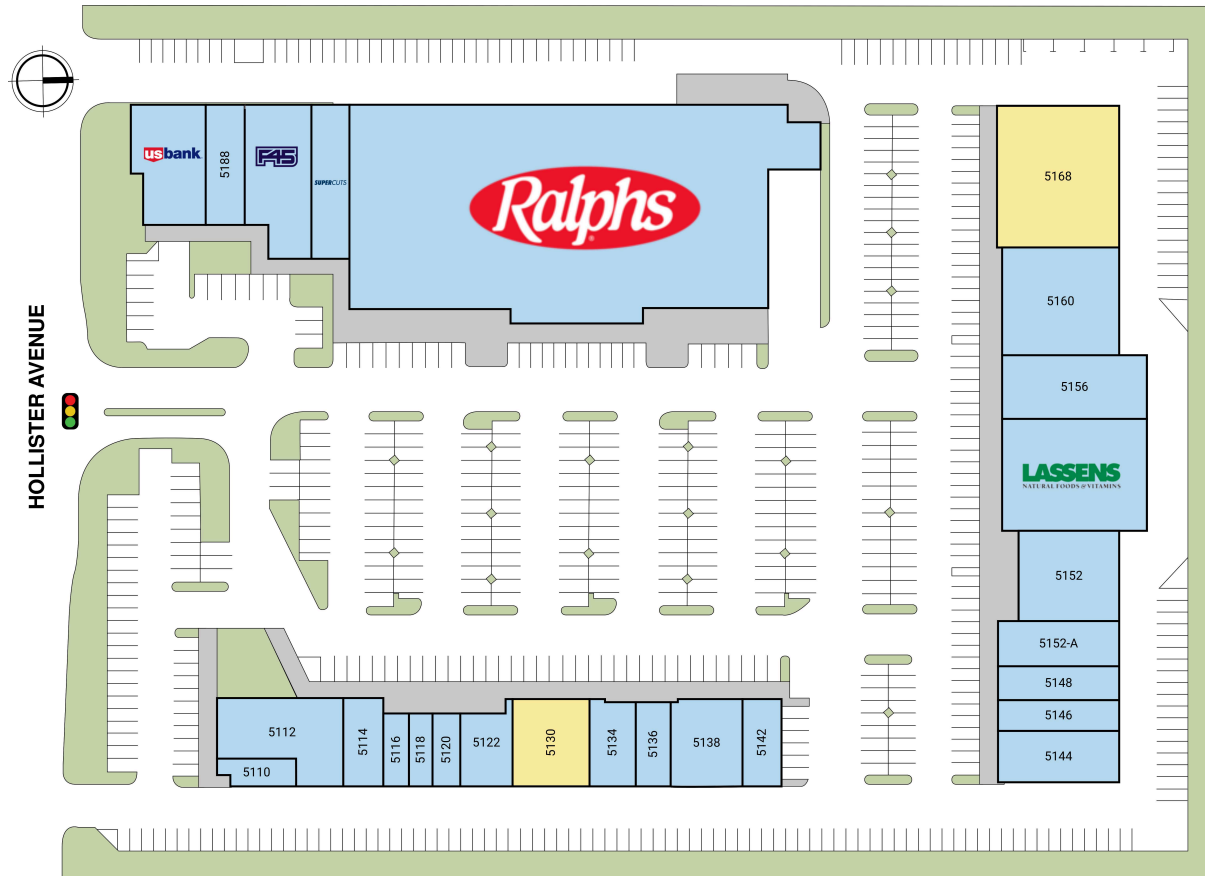 usbank
5188
F45
SUPERCUTS
Ralphs
5168
5160
5156
LASSENS
NATURAL FOODS & VITAMINS
5152
5152-A
5148
5146
5144
HOLLISTER AVENUE
5112
5110
5114
5116
5118
5120
5122
5130
5134
5136
5138
5142